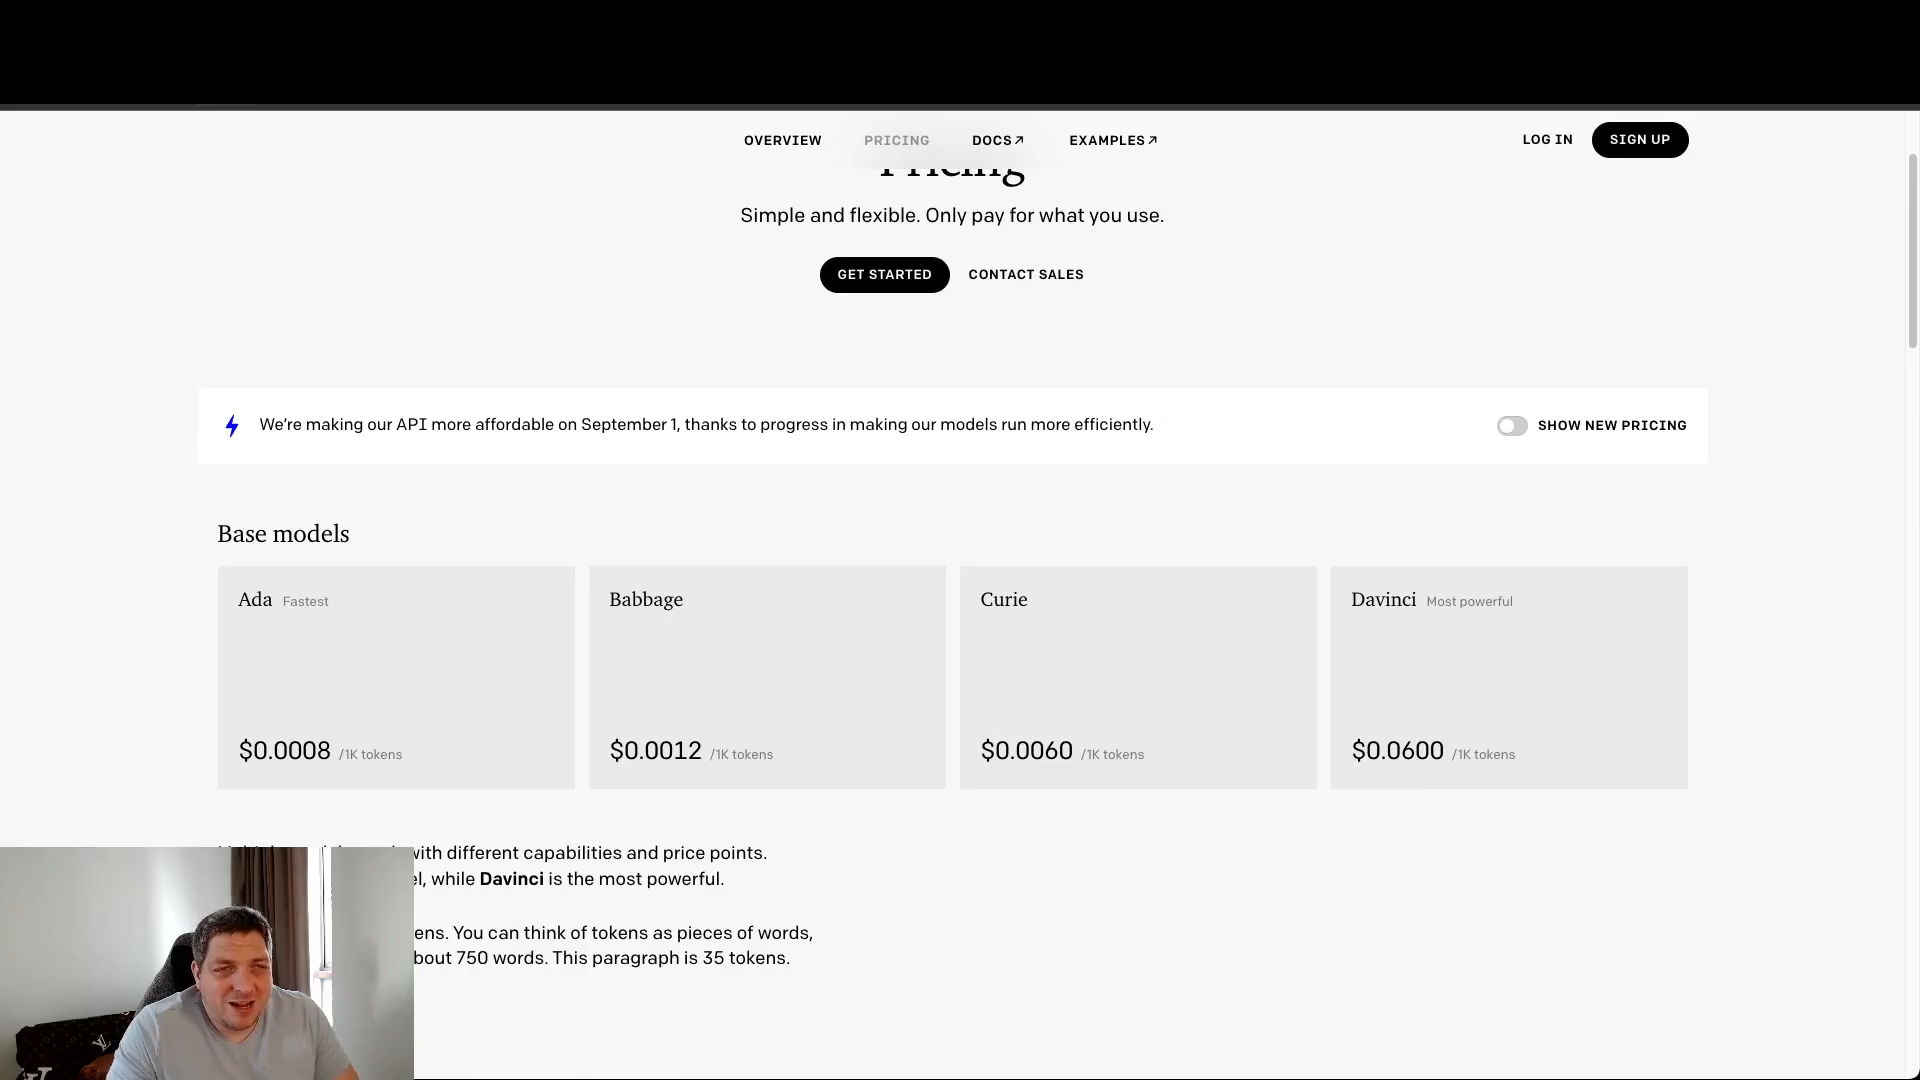 OVERVIEW PRICING DOCS EXAMPLES LOG IN SIGN UP
Pricing
Simple and flexible. Only pay for what you use.
GET STARTED CONTACT SALES
We're making our API more affordable on September 1, thanks to progress in making our models run more efficiently. SHOW NEW PRICING
Base models
Ada Fastest
$0.0008 /1K tokens
Babbage
$0.0012 /1K tokens
Curie
$0.0060 /1K tokens
Davinci Most powerful
$0.0600 /1K tokens
with different capabilities and price points.
while Davinci is the most powerful.
You can think of tokens as pieces of words,
750 words. This paragraph is 35 tokens.